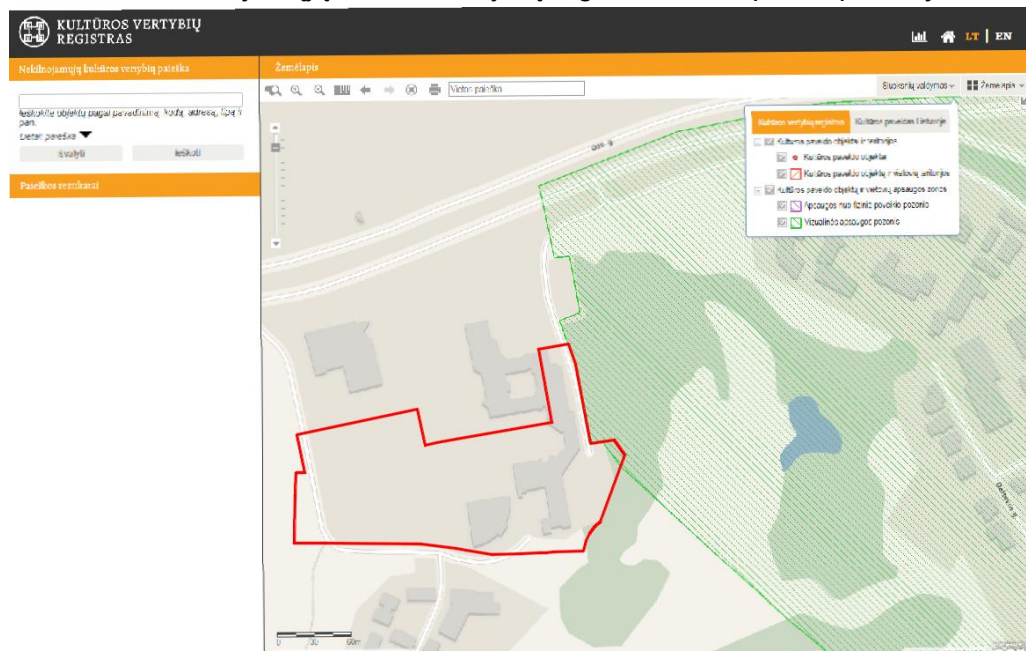 KULTŪROS VERTYBIŲ
REGISTRAS
LT | EN
Nekilnojamųjų kultūros vertybių paieška
Žemėlapis
Ieškokite objektų pagal pavadinimą, kodą, adresą, tipą ir
pan.
Detali paieška
Išvalyti
Ieškoti
Paieškos rezultatai
Vietos paieška
Sluoksnių valdymas
Žemėlapis
Kultūros vertybių registras
Kultūros paveldas Lietuvoje
Kultūros paveldo objektai ir teritorijos
Kultūros paveldo objektai
Kultūros paveldo objektų ir vietovių teritorijos
Kultūros paveldo objektų ir vietovių apsaugos zonos
Apsaugos nuo fizinio poveikio pozonis
Vizualinės apsaugos pozonis
0 30 60m